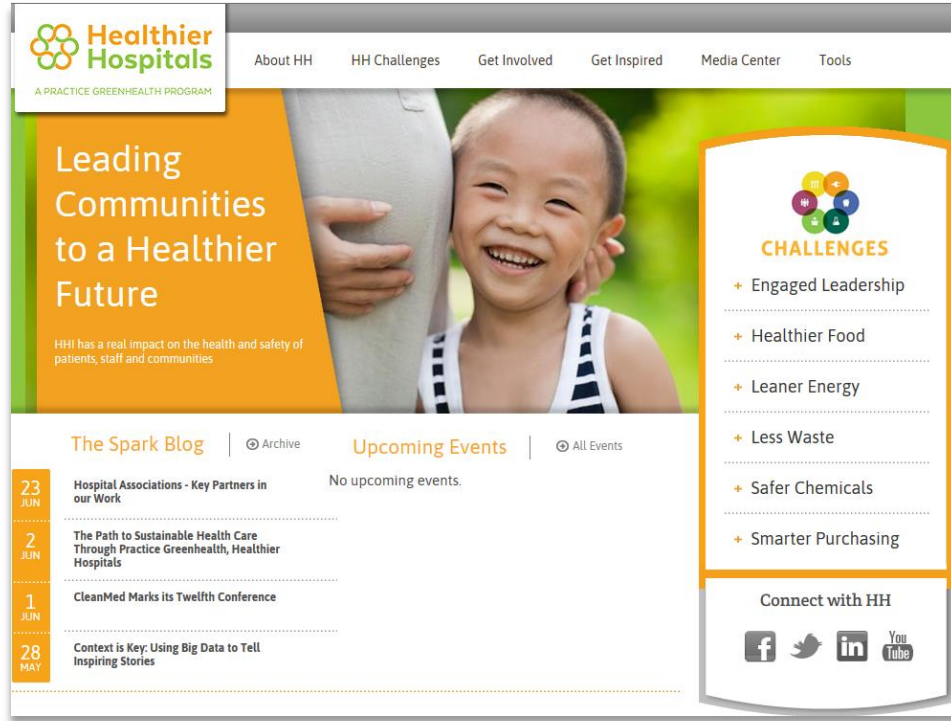 Healthier
Hospitals
A PRACTICE GREENHEALTH PROGRAM
About HH
HH Challenges
Get Involved
Get Inspired
Media Center
Tools
Leading
Communities
to a Healthier
Future
HHI has a real impact on the health and safety of
patients, staff and communities
The Spark Blog
Archive
23
JUN
Hospital Associations - Key Partners in
our Work
2
JUN
The Path to Sustainable Health Care
Through Practice Greenhealth, Healthier
Hospitals
1
JUN
CleanMed Marks its Twelfth Conference
28
MAY
Context is Key: Using Big Data to Tell
Inspiring Stories
Upcoming Events
All Events
No upcoming events.
CHALLENGES
+ Engaged Leadership
+ Healthier Food
+ Leaner Energy
+ Less Waste
+ Safer Chemicals
+ Smarter Purchasing
Connect with HH
f
in
You
Tube